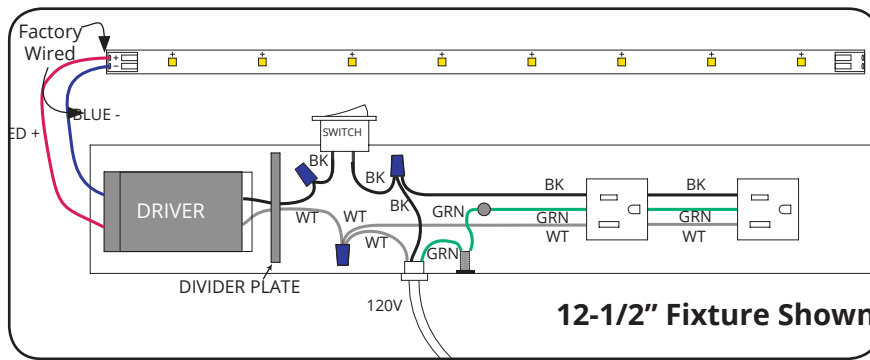 Factory
Wired
+
−
+ + + + + + + +
BLUE -
ED +
SWITCH
BK
BK
BK
BK
BK
DRIVER
WT
WT
WT
GRN
GRN
GRN
GRN
WT
WT
DIVIDER PLATE
120V
12-1/2” Fixture Shown